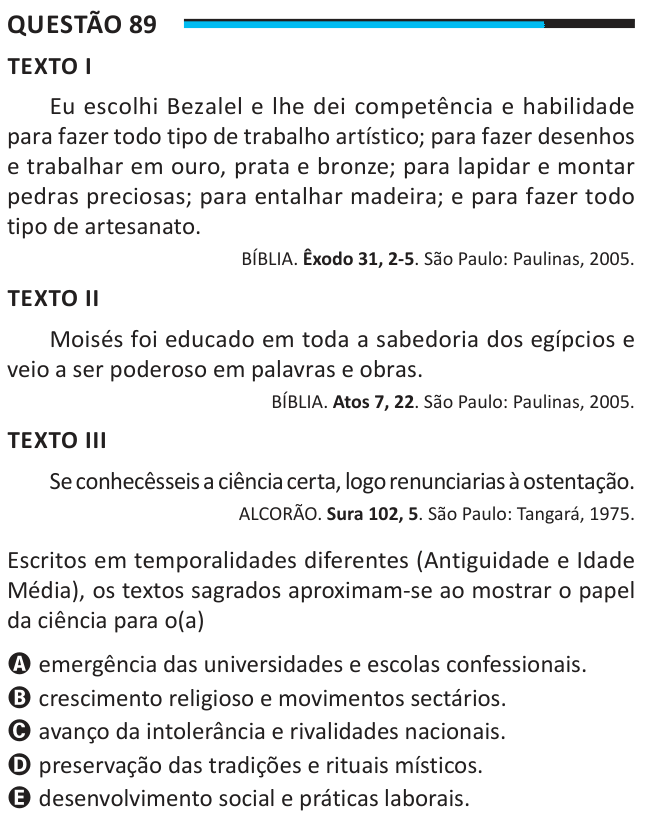 QUESTÃO 89
TEXTO I
Eu escolhi Bezalel e lhe dei competência e habilidade
para fazer todo tipo de trabalho artístico; para fazer desenhos
e trabalhar em ouro, prata e bronze; para lapidar e montar
pedras preciosas; para entalhar madeira; e para fazer todo
tipo de artesanato.
BÍBLIA. Êxodo 31, 2-5. São Paulo: Paulinas, 2005.
TEXTO II
Moisés foi educado em toda a sabedoria dos egípcios e
veio a ser poderoso em palavras e obras.
BÍBLIA. Atos 7, 22. São Paulo: Paulinas, 2005.
TEXTO III
Se conhecêsseis a ciência certa, logo renunciarias à ostentação.
ALCORÃO. Sura 102, 5. São Paulo: Tangará, 1975.
Escritos em temporalidades diferentes (Antiguidade e Idade
Média), os textos sagrados aproximam-se ao mostrar o papel
da ciência para o(a)
A emergência das universidades e escolas confessionais.
B crescimento religioso e movimentos sectários.
C avanço da intolerância e rivalidades nacionais.
D preservação das tradições e rituais místicos.
E desenvolvimento social e práticas laborais.